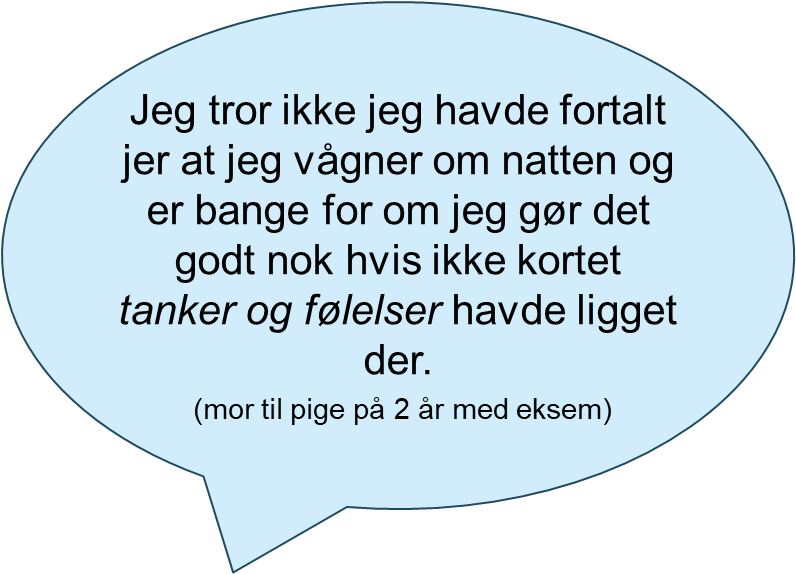 Jeg tror ikke jeg havde fortalt
jer at jeg vågner om natten og
er bange for om jeg gør det
godt nok hvis ikke kortet
tanker og følelser havde ligget
der.
(mor til pige på 2 år med eksem)